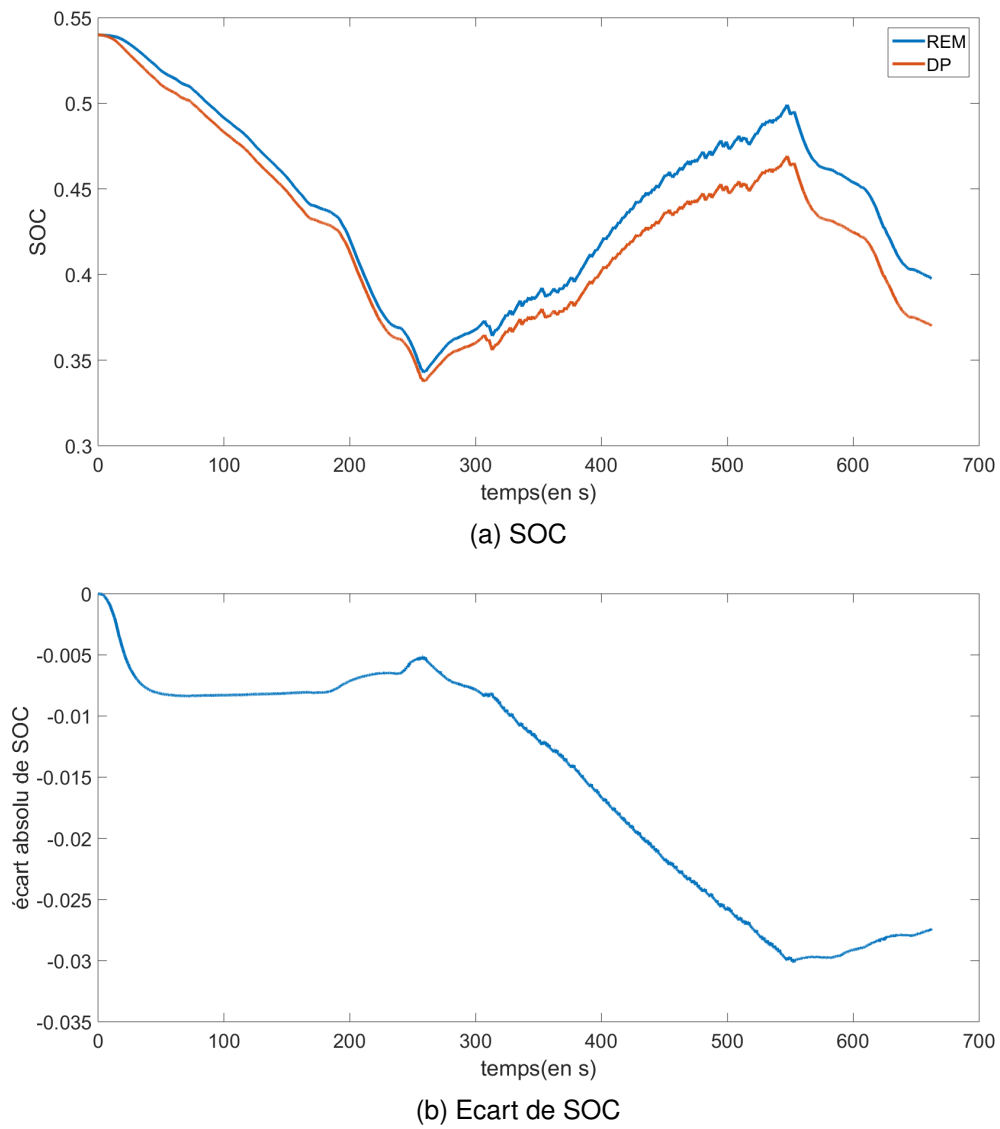 0.55
0.5
0.45
0.4
0.35
0.3
SOC
REM
DP
0 100 200 300 400 500 600 700
temps(en s)
(a) SOC
0
-0.005
-0.01
-0.015
-0.02
-0.025
-0.03
-0.035
écart absolu de SOC
0 100 200 300 400 500 600 700
temps(en s)
(b) Ecart de SOC